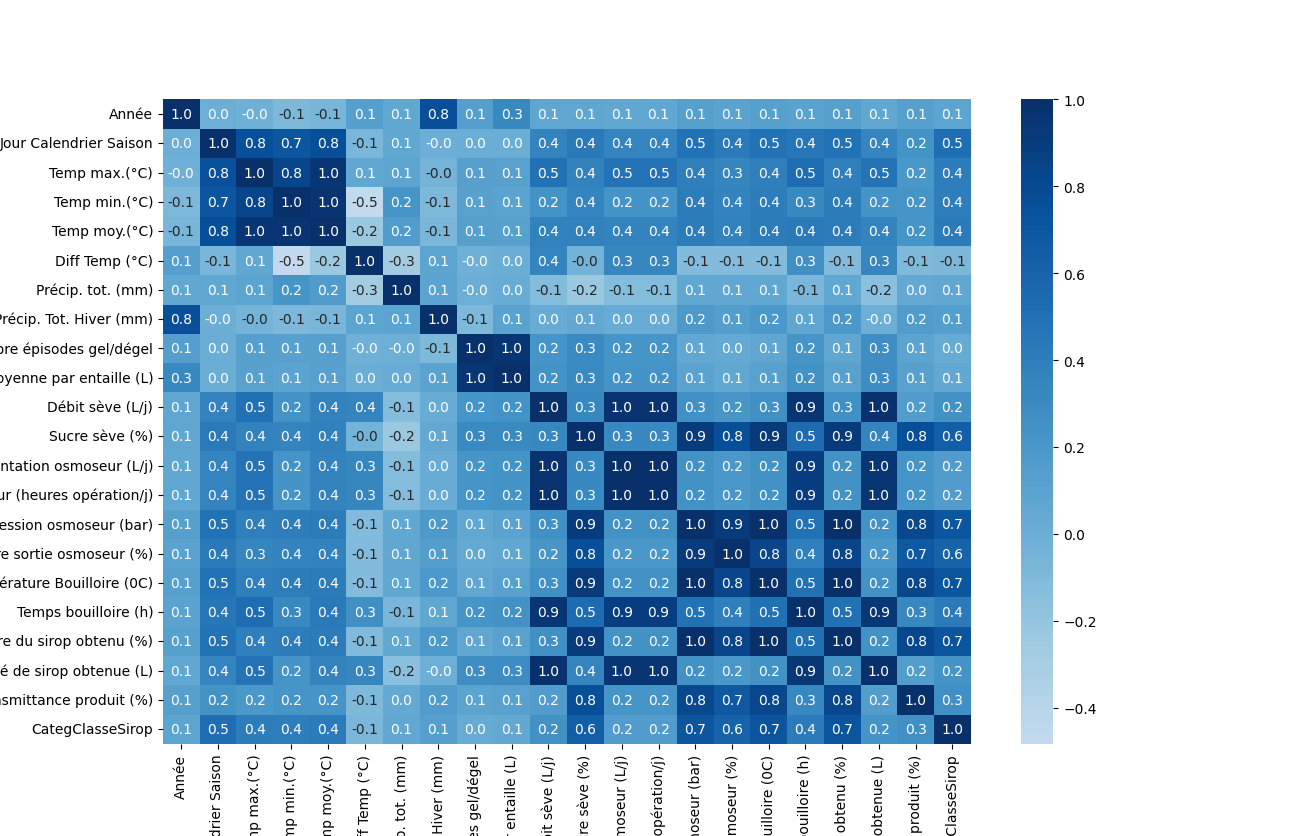 Année 1.0 0.0 -0.0 -0.1 -0.1 0.1 0.1 0.8 0.1 0.3 0.1 0.1 0.1 0.1 0.1 0.1 0.1 0.1 0.1 0.1 0.1 0.1
Jour Calendrier Saison 0.0 1.0 0.8 0.7 0.8 -0.1 0.1 -0.0 0.0 0.0 0.4 0.4 0.4 0.4 0.5 0.4 0.5 0.4 0.5 0.4 0.2 0.5
Temp max.(°C) -0.0 0.8 1.0 0.8 1.0 0.1 0.1 -0.0 0.1 0.1 0.5 0.4 0.5 0.5 0.4 0.3 0.4 0.5 0.4 0.5 0.2 0.4
Temp min.(°C) -0.1 0.7 0.8 1.0 1.0 -0.5 0.2 -0.1 0.1 0.1 0.2 0.4 0.2 0.2 0.4 0.4 0.4 0.3 0.4 0.2 0.2 0.4
Temp moy.(°C) -0.1 0.8 1.0 1.0 1.0 -0.2 0.2 -0.1 0.1 0.1 0.4 0.4 0.4 0.4 0.4 0.4 0.4 0.4 0.4 0.4 0.2 0.4
Diff Temp (°C) 0.1 -0.1 0.1 -0.5 -0.2 1.0 -0.3 0.1 -0.0 0.0 0.4 -0.0 0.3 0.3 -0.1 -0.1 -0.1 0.3 -0.1 0.3 -0.1 -0.1
Précip. tot. (mm) 0.1 0.1 0.1 0.2 0.2 -0.3 1.0 0.1 -0.0 0.0 -0.1 -0.2 -0.1 -0.1 0.1 0.1 0.1 -0.1 0.1 -0.2 0.0 0.1
Précip. Tot. Hiver (mm) 0.8 -0.0 -0.0 -0.1 -0.1 0.1 0.1 1.0 -0.1 0.1 0.0 0.1 0.0 0.0 0.2 0.1 0.2 0.1 0.2 -0.0 0.2 0.1
bre épisodes gel/dégel 0.1 0.0 0.1 0.1 0.1 -0.0 -0.0 -0.1 1.0 1.0 0.2 0.3 0.2 0.2 0.1 0.0 0.1 0.2 0.1 0.3 0.1 0.0
oyenne par entaille (L) 0.3 0.0 0.1 0.1 0.1 0.0 0.0 0.1 1.0 1.0 0.2 0.3 0.2 0.2 0.1 0.1 0.1 0.2 0.1 0.3 0.1 0.1
Débit sève (L/j) 0.1 0.4 0.5 0.2 0.4 0.4 -0.1 0.0 0.2 0.2 1.0 0.3 1.0 1.0 0.3 0.2 0.3 0.9 0.3 1.0 0.2 0.2
Sucre sève (%) 0.1 0.4 0.4 0.4 0.4 -0.0 -0.2 0.1 0.3 0.3 0.3 1.0 0.3 0.3 0.9 0.8 0.9 0.5 0.9 0.4 0.8 0.6
ntation osmoseur (L/j) 0.1 0.4 0.5 0.2 0.4 0.3 -0.1 0.0 0.2 0.2 1.0 0.3 1.0 1.0 0.2 0.2 0.2 0.9 0.2 1.0 0.2 0.2
ur (heures opération/j) 0.1 0.4 0.5 0.2 0.4 0.3 -0.1 0.0 0.2 0.2 1.0 0.3 1.0 1.0 0.2 0.2 0.2 0.9 0.2 1.0 0.2 0.2
ession osmoseur (bar) 0.1 0.5 0.4 0.4 0.4 -0.1 0.1 0.2 0.1 0.1 0.3 0.9 0.2 0.2 1.0 0.9 1.0 0.5 1.0 0.2 0.8 0.7
re sortie osmoseur (%) 0.1 0.4 0.3 0.4 0.4 -0.1 0.1 0.1 0.0 0.1 0.2 0.8 0.2 0.2 0.9 1.0 0.8 0.4 0.8 0.2 0.7 0.6
érature Bouilloire (0C) 0.1 0.5 0.4 0.4 0.4 -0.1 0.1 0.2 0.1 0.1 0.3 0.9 0.2 0.2 1.0 0.8 1.0 0.5 1.0 0.2 0.8 0.7
Temps bouilloire (h) 0.1 0.4 0.5 0.3 0.4 0.3 -0.1 0.1 0.2 0.2 0.9 0.5 0.9 0.9 0.5 0.4 0.5 1.0 0.5 0.9 0.3 0.4
re du sirop obtenu (%) 0.1 0.5 0.4 0.4 0.4 -0.1 0.1 0.2 0.1 0.1 0.3 0.9 0.2 0.2 1.0 0.8 1.0 0.5 1.0 0.2 0.8 0.7
é de sirop obtenue (L) 0.1 0.4 0.5 0.2 0.4 0.3 -0.2 -0.0 0.3 0.3 1.0 0.4 1.0 1.0 0.2 0.2 0.2 0.9 0.2 1.0 0.2 0.2
smittance produit (%) 0.1 0.2 0.2 0.2 0.2 -0.1 0.0 0.2 0.1 0.1 0.2 0.8 0.2 0.2 0.8 0.7 0.8 0.3 0.8 0.2 1.0 0.3
CategClasseSirop 0.1 0.5 0.4 0.4 0.4 -0.1 0.1 0.1 0.0 0.1 0.2 0.6 0.2 0.2 0.7 0.6 0.7 0.4 0.7 0.2 0.3 1.0
Année
drier Saison
mp max.(°C)
mp min.(°C)
mp moy.(°C)
ff Temp (°C)
p. tot. (mm)
Hiver (mm)
es gel/dégel
r entaille (L)
bit sève (L/j)
re sève (%)
moseur (L/j)
opération/j)
noseur (bar)
moseur (%)
uilloire (0C)
bouilloire (h)
obtenu (%)
obtenue (L)
produit (%)
ClasseSirop
1.0
0.8
0.6
0.4
0.2
0.0
−0.2
−0.4